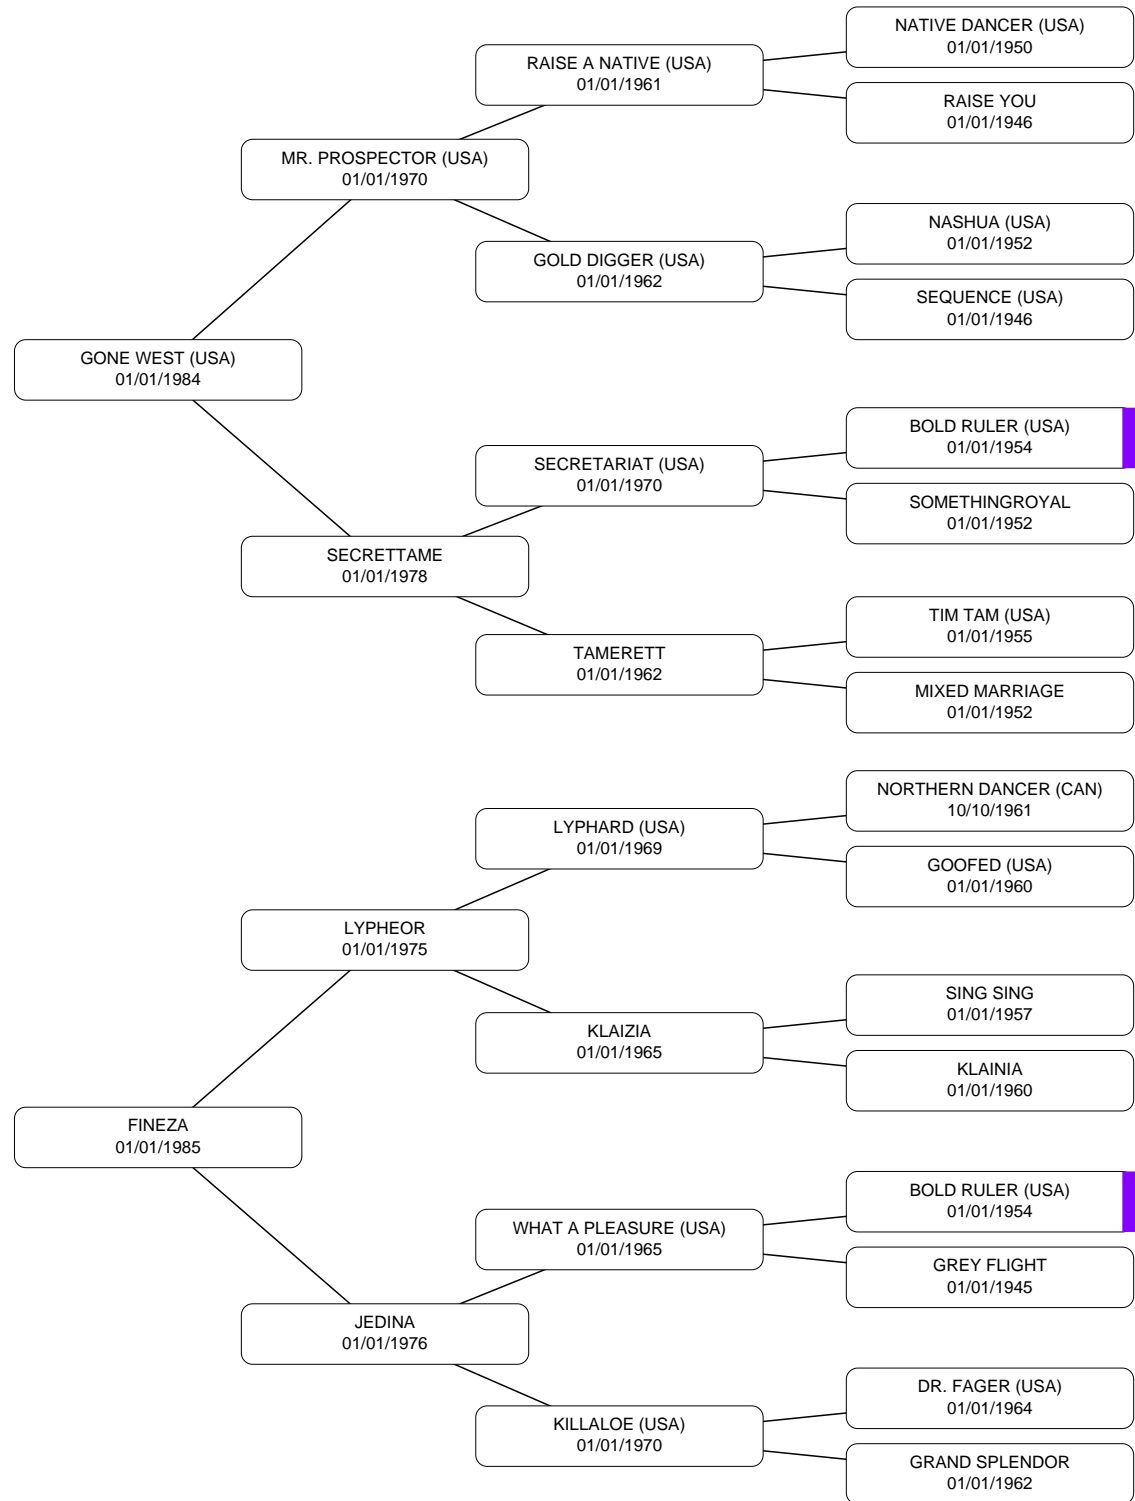 NATIVE DANCER (USA)
01/01/1950
RAISE A NATIVE (USA)
01/01/1961
RAISE YOU
01/01/1946
MR. PROSPECTOR (USA)
01/01/1970
NASHUA (USA)
01/01/1952
GOLD DIGGER (USA)
01/01/1962
SEQUENCE (USA)
01/01/1946
GONE WEST (USA)
01/01/1984
BOLD RULER (USA)
01/01/1954
SECRETARIAT (USA)
01/01/1970
SOMETHINGROYAL
01/01/1952
SECRETTAME
01/01/1978
TIM TAM (USA)
01/01/1955
TAMERETT
01/01/1962
MIXED MARRIAGE
01/01/1952
NORTHERN DANCER (CAN)
10/10/1961
LYPHARD (USA)
01/01/1969
GOOFED (USA)
01/01/1960
LYPHEOR
01/01/1975
SING SING
01/01/1957
KLAIZIA
01/01/1965
KLAINIA
01/01/1960
FINEZA
01/01/1985
BOLD RULER (USA)
01/01/1954
WHAT A PLEASURE (USA)
01/01/1965
GREY FLIGHT
01/01/1945
JEDINA
01/01/1976
DR. FAGER (USA)
01/01/1964
KILLALOE (USA)
01/01/1970
GRAND SPLENDOR
01/01/1962